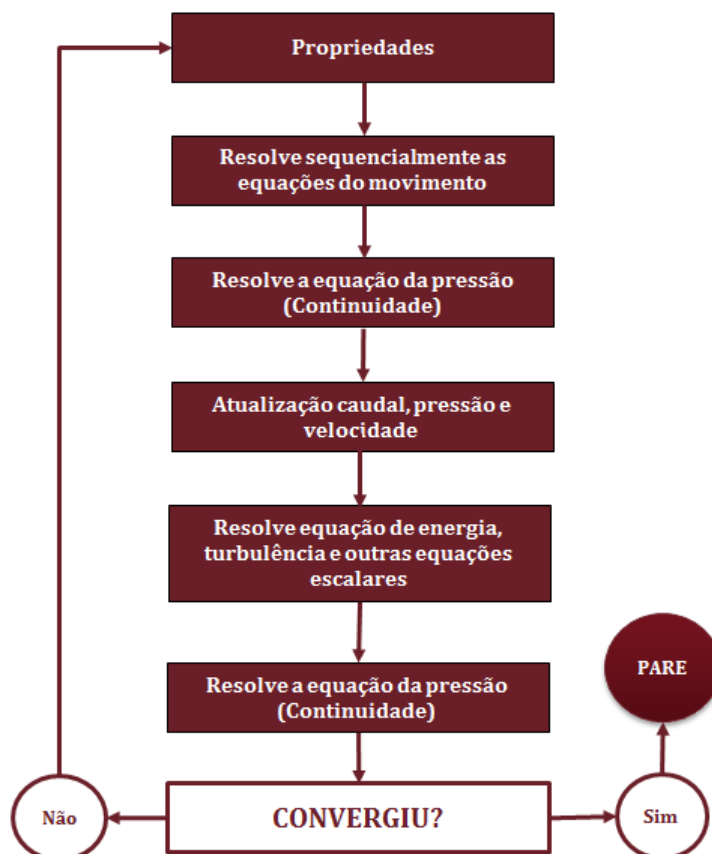 Propriedades
Resolve sequencialmente as
equações do movimento
Resolve a equação da pressão
(Continuidade)
Atualização caudal, pressão e
velocidade
Resolve equação de energia,
turbulência e outras equações
escalares
Resolve a equação da pressão
(Continuidade)
PARE
Não
CONVERGIU?
Sim